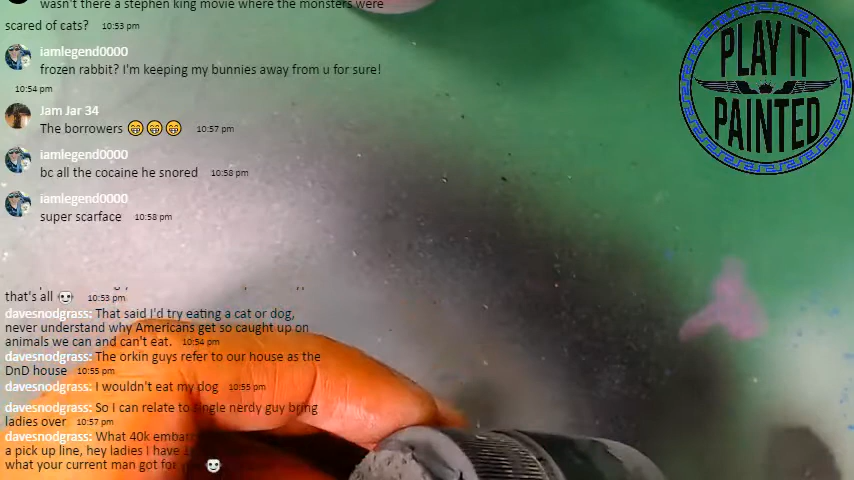 wasn't there a stephen king movie where the monsters were
scared of cats? 10:53 pm
iamlegend0000
frozen rabbit? I'm keeping my bunnies away from u for sure!
10:54 pm
Jam Jar 34
The borrowers 😁😁😁 10:57 pm
iamlegend0000
bc all the cocaine he snored 10:58 pm
iamlegend0000
super scarface 10:58 pm
that's all 10:53 pm
davesnodgrass: That said I'd try eating a cat or dog,
never understand why Americans get so caught up on
animals we can and can't eat. 10:54 pm
davesnodgrass: The orkin guys refer to our house as the
DnD house 10:55 pm
davesnodgrass: I wouldn't eat my dog 10:55 pm
davesnodgrass: So I can relate to single nerdy guy bring
ladies over 10:57 pm
davesnodgrass: What 40k
a pick up line, hey ladies I have
what your current man got for
PLAY IT
PAINTED